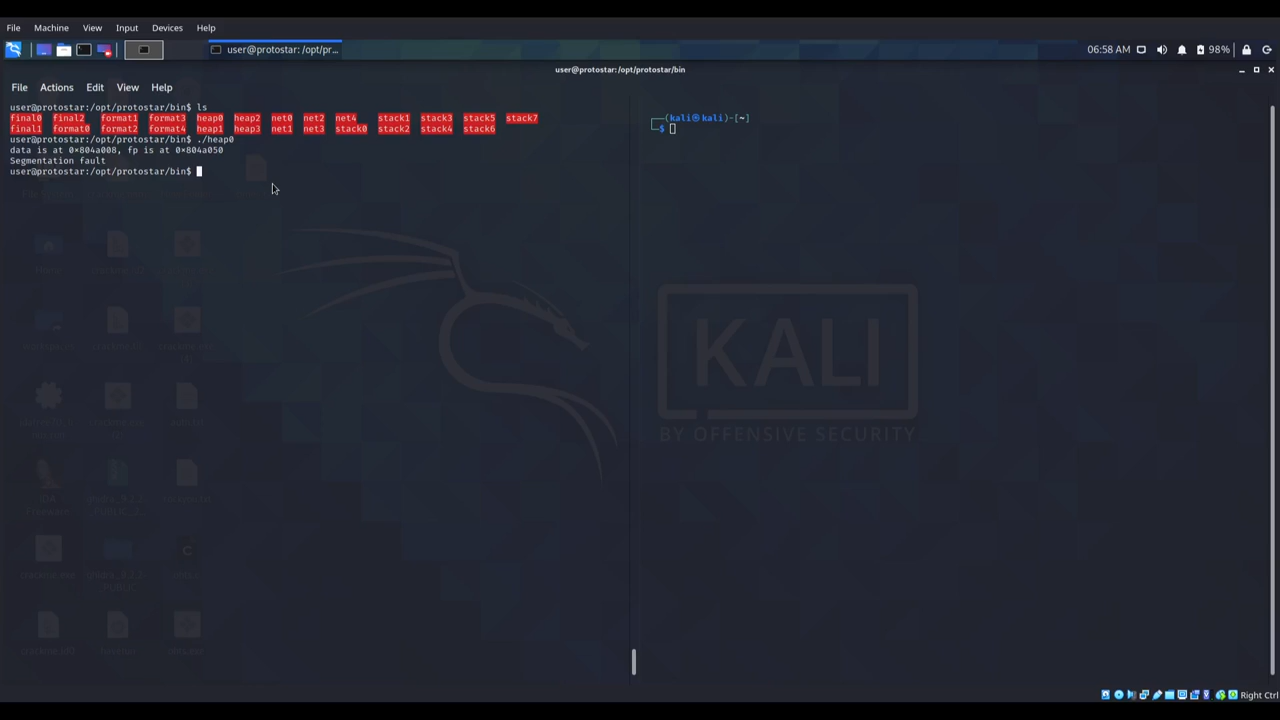 File Machine View Input Devices Help
user@protostar: /opt/pr... 06:58 AM 98%
user@protostar:/opt/protostar/bin
File Actions Edit View Help
user@protostar:/opt/protostar/bin$ ls
final0 final2 format1 format3 heap0 heap2 net0 net2 net4 stack1 stack3 stack5 stack7
final1 format0 format2 format4 heap1 heap3 net1 net3 stack0 stack2 stack4 stack6
user@protostar:/opt/protostar/bin$ ./heap0
data is at 0×804a008, fp is at 0×804a050
Segmentation fault
user@protostar:/opt/protostar/bin$
(kali㉿kali)-[~]
$
KALI
BY OFFENSIVE SECURITY
Right Ctrl